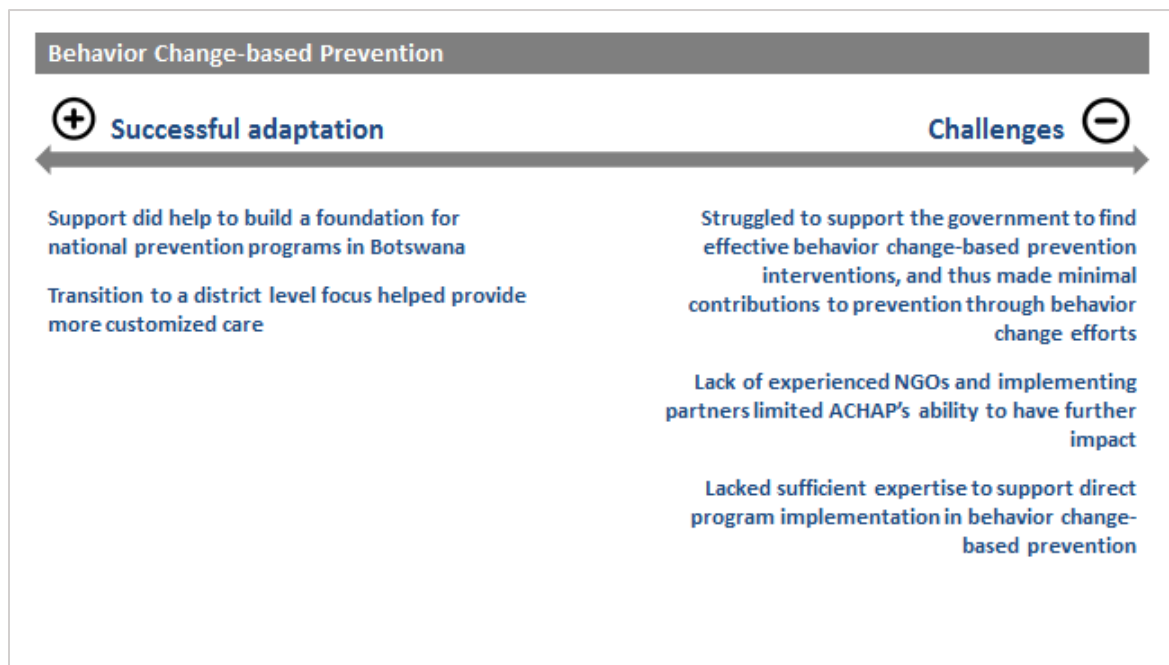 Behavior Change-based Prevention
Successful adaptation
Challenges
Support did help to build a foundation for
national prevention programs in Botswana
Transition to a district level focus helped provide
more customized care
Struggled to support the government to find
effective behavior change-based prevention
interventions, and thus made minimal
contributions to prevention through behavior
change efforts
Lack of experienced NGOs and implementing
partners limited ACHAP's ability to have further
impact
Lacked sufficient expertise to support direct
program implementation in behavior change-
based prevention